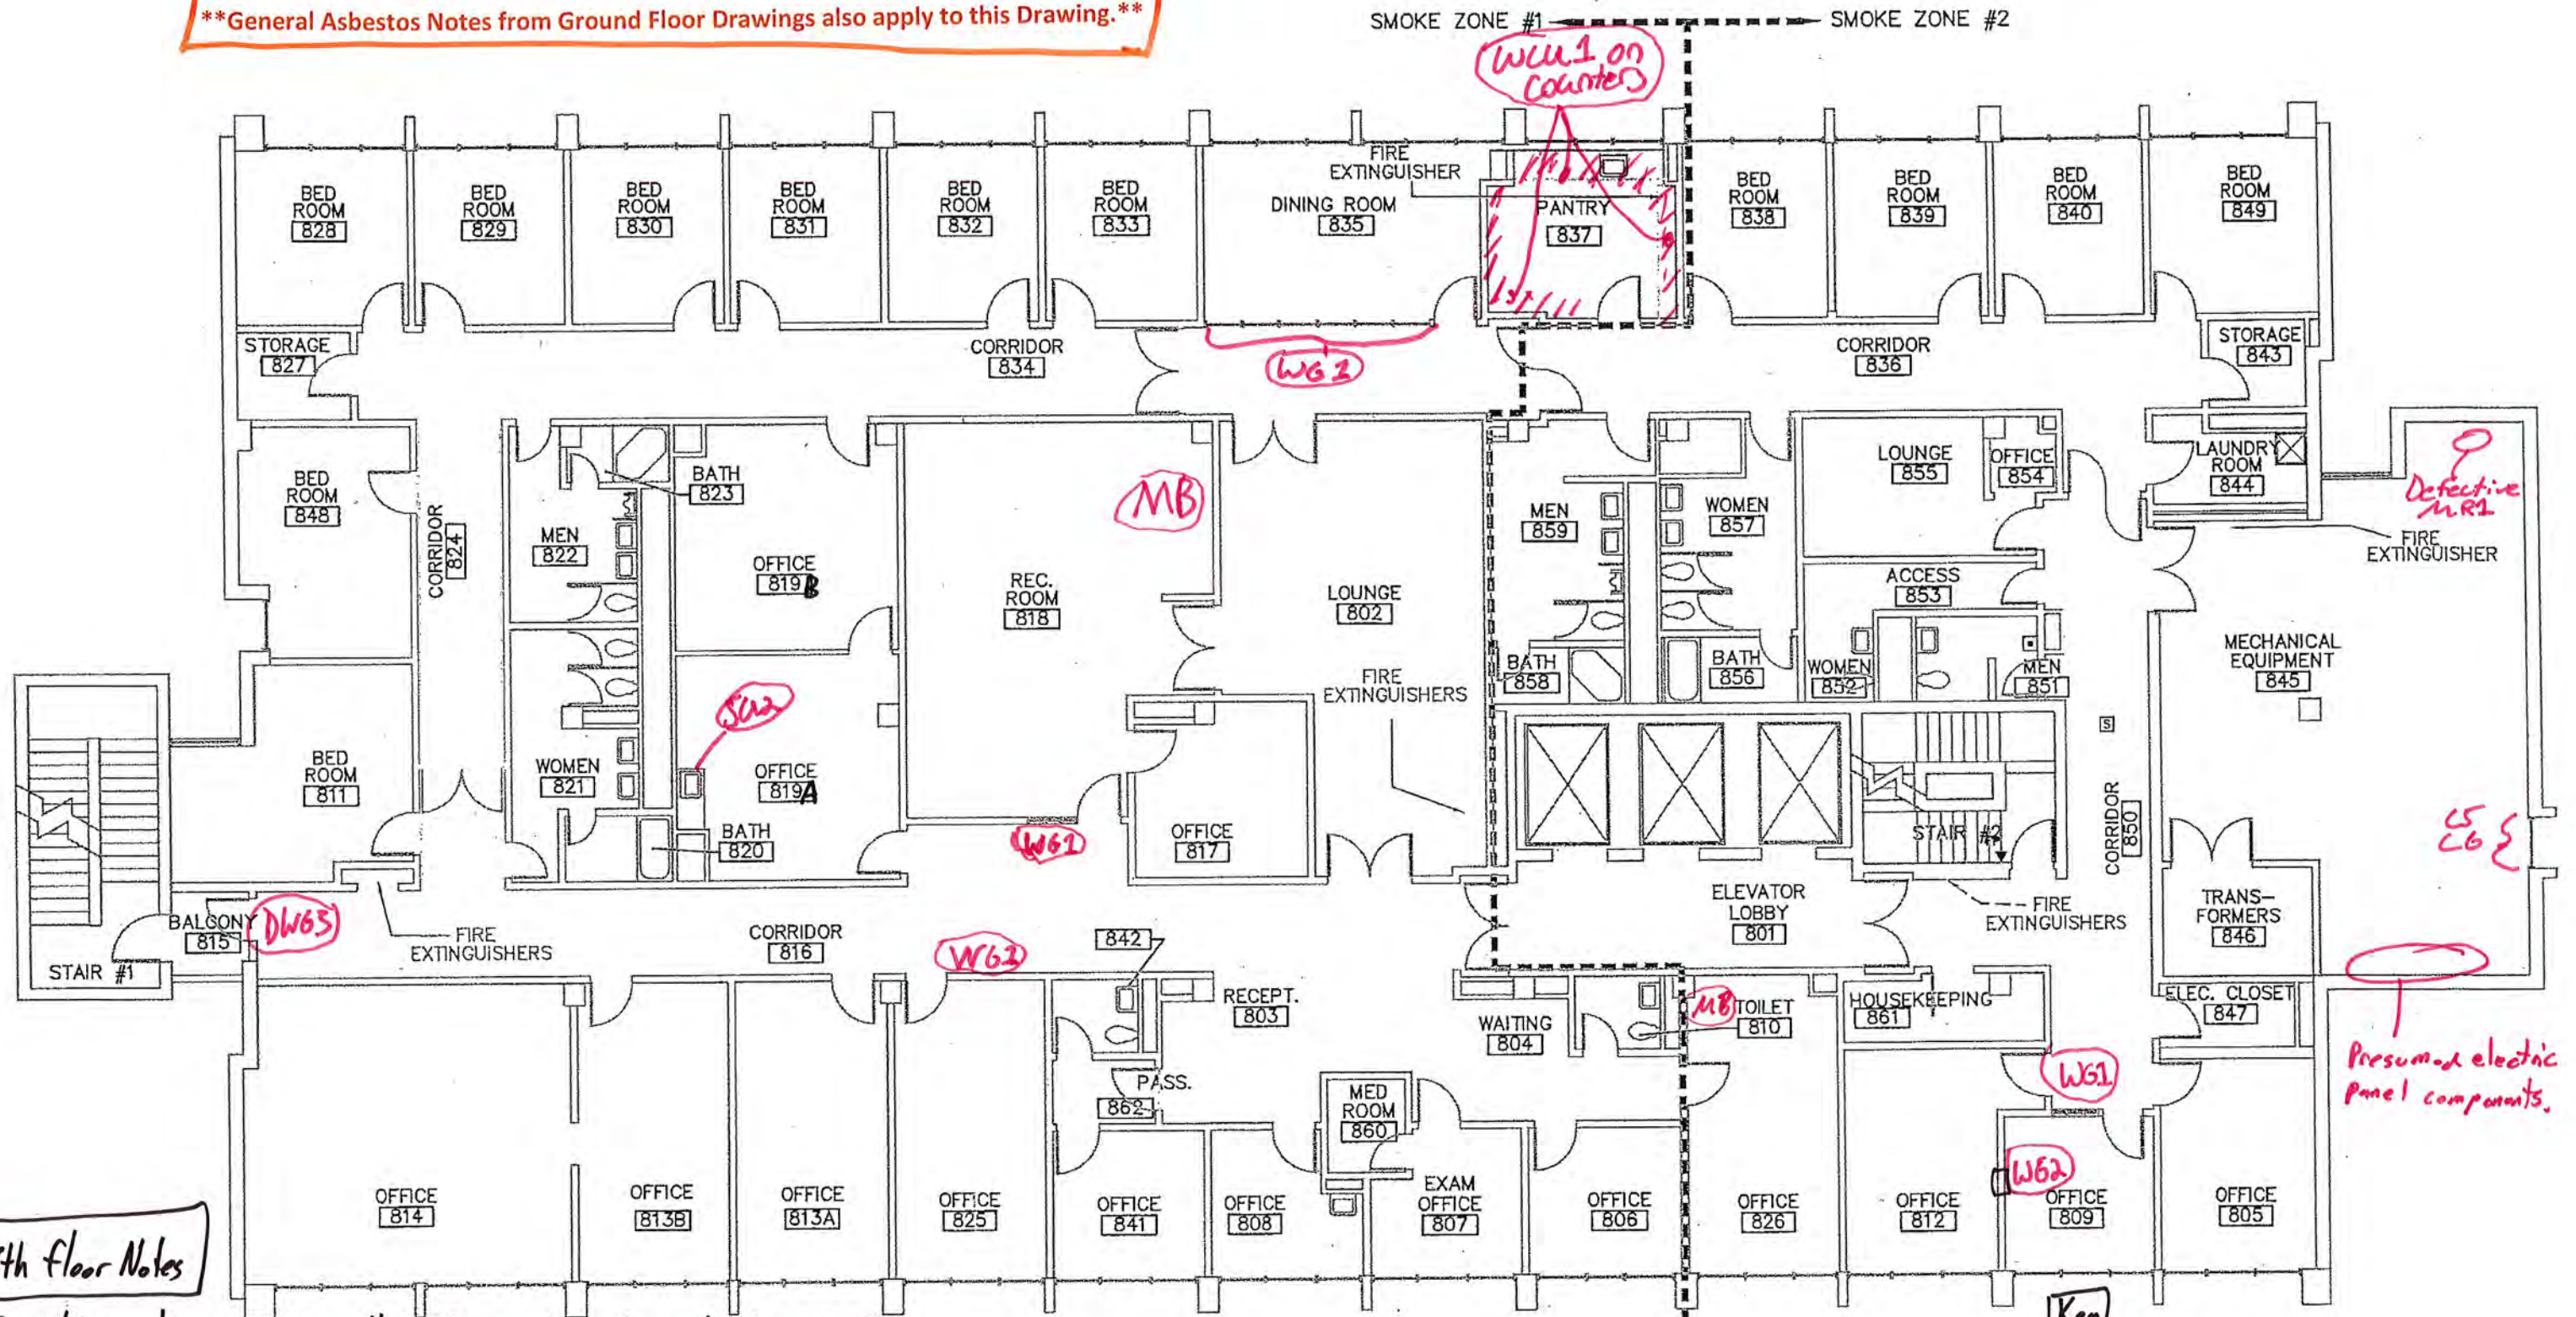 **General Asbestos Notes from Ground Floor Drawings also apply to this Drawing.**
SMOKE ZONE #1
SMOKE ZONE #2
on
counters
BED
ROOM
828
BED
ROOM
829
BED
ROOM
830
BED
ROOM
831
BED
ROOM
832
BED
ROOM
833
DINING ROOM
835
FIRE
EXTINGUISHER
PANTRY
837
BED
ROOM
838
BED
ROOM
839
BED
ROOM
840
BED
ROOM
849
STORAGE
827
CORRIDOR
834
CORRIDOR
836
STORAGE
843
BED
ROOM
848
CORRIDOR
824
MEN
822
BATH
823
OFFICE
819B
REC.
ROOM
818
MB
LOUNGE
802
FIRE
EXTINGUISHERS
MEN
859
WOMEN
857
LOUNGE
855
OFFICE
854
LAUNDRY
ROOM
844
Defective
MR1
FIRE
EXTINGUISHER
ACCESS
853
BATH
858
BATH
856
WOMEN
852
MEN
851
MECHANICAL
EQUIPMENT
845
S
BED
ROOM
811
WOMEN
821
OFFICE
819A
BATH
820
WG1
OFFICE
817
STAIR #2
CORRIDOR
850
C5
C6
BALCONY
815
DWG3
STAIR #1
FIRE
EXTINGUISHERS
CORRIDOR
816
842
ELEVATOR
LOBBY
801
FIRE
EXTINGUISHERS
TRANS-
FORMERS
846
RECEPT.
803
WAITING
804
MB
TOILET
810
HOUSEKEEPING
861
ELEC. CLOSET
847
Presumed electric
Panel components.
PASS.
862
MED
ROOM
860
WG1
WG2
OFFICE
814
OFFICE
813B
OFFICE
813A
OFFICE
825
OFFICE
841
OFFICE
808
EXAM
OFFICE
807
OFFICE
806
OFFICE
826
OFFICE
812
OFFICE
809
OFFICE
805
th floor Notes
Key